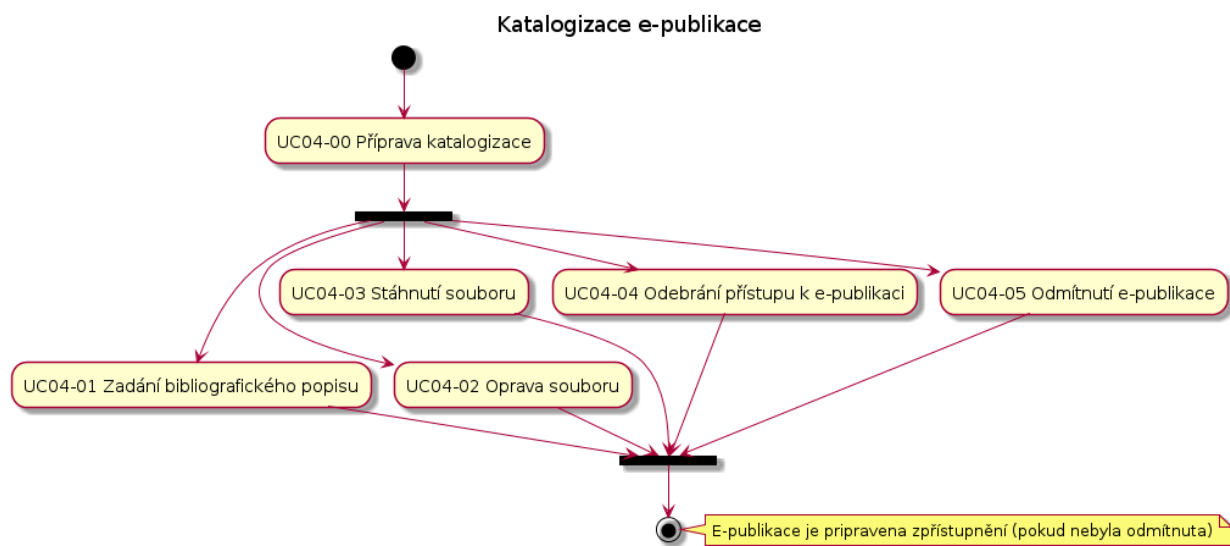 Katalogizace e-publikace
UC04-00 Příprava katalogizace
UC04-03 Stáhnutí souboru
UC04-04 Odebrání přístupu k e-publikaci
UC04-05 Odmítnutí e-publikace
UC04-01 Zadání bibliografického popisu
UC04-02 Oprava souboru
E-publikace je pripravena zpřístupnění (pokud nebyla odmítnuta)